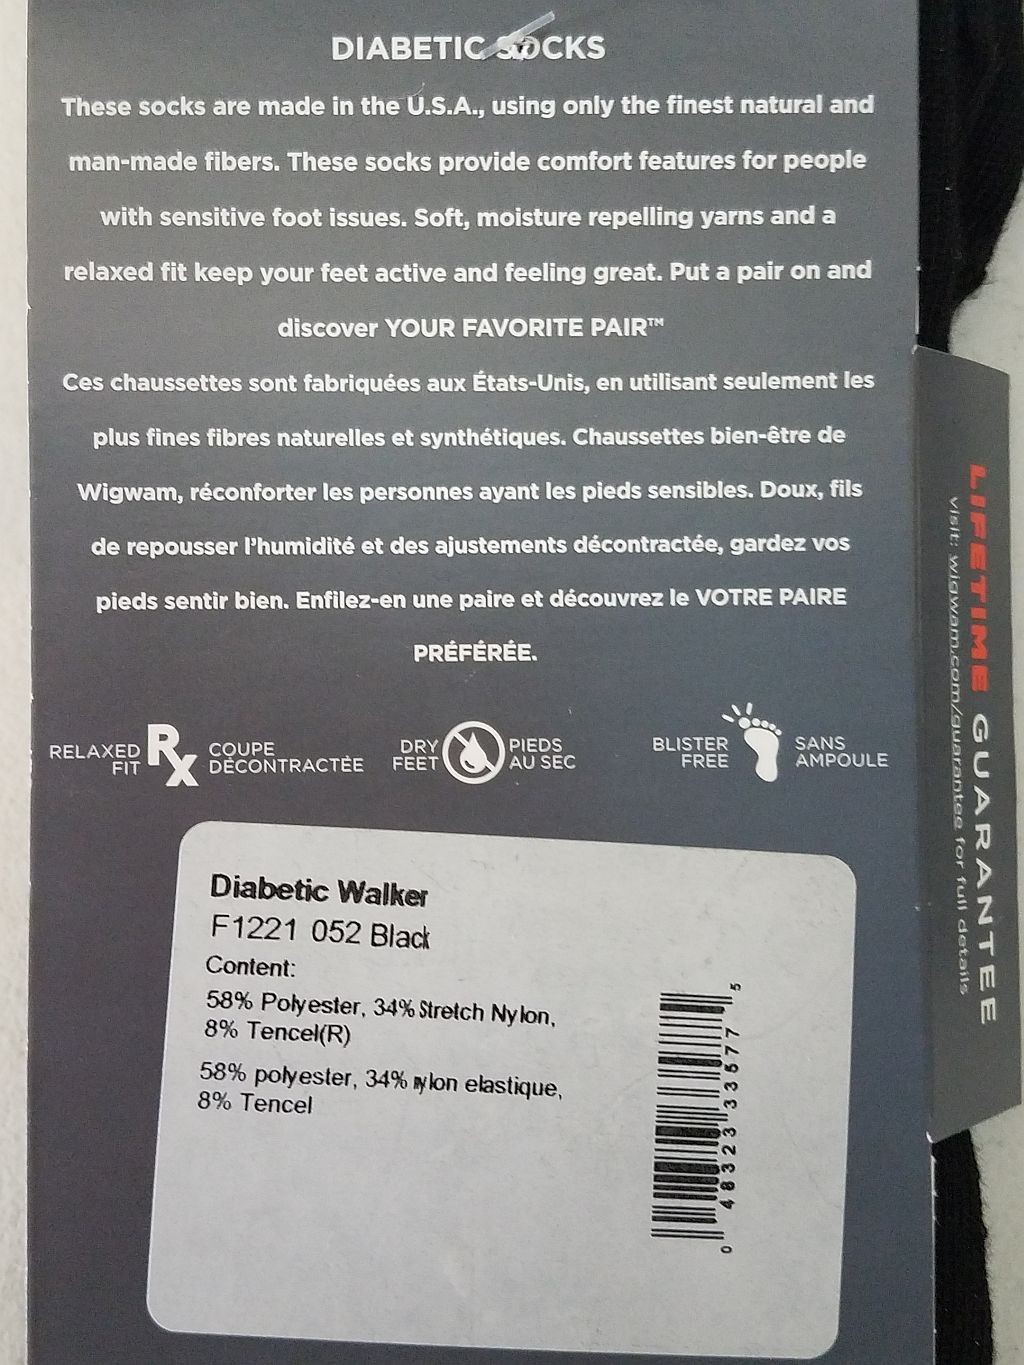 DIABETIC SOCKS
These socks are made in the U.S.A., using only the finest natural and
man-made fibers. These socks provide comfort features for people
with sensitive foot issues. Soft, moisture repelling yarns and a
relaxed fit keep your feet active and feeling great. Put a pair on and
discover YOUR FAVORITE PAIR™
Ces chaussettes sont fabriquées aux États-Unis, en utilisant seulement les
plus fines fibres naturelles et synthétiques. Chaussettes bien-être de
Wigwam, réconforter les personnes ayant les pieds sensibles. Doux, fils
de repousser l'humidité et des ajustements décontractée, gardez vos
pieds sentir bien. Enfilez-en une paire et découvrez le VOTRE PAIRE
PRÉFÉRÉE.
RELAXED
FIT
RX
COUPE
DÉCONTRACTÉE
DRY
FEET
PIEDS
AU SEC
BLISTER
FREE
SANS
AMPOULE
Diabetic Walker
F1221 052 Black
Content:
58% Polyester, 34% Stretch Nylon,
8% Tencel(R)
58% polyester, 34% nylon elastique,
8% Tencel
0 48323 33577 5
LIFETIME GUARANTEE
visit: wigwam.com/guarantee for full details